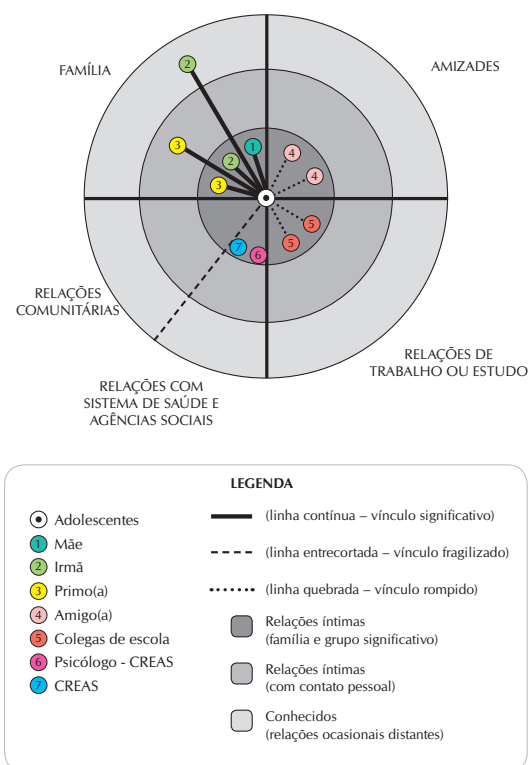 FAMÍLIA
AMIZADES
2
3
2
1
3
4
4
5
5
7
6
RELAÇÕES
COMUNITÁRIAS
RELAÇÕES COM
SISTEMA DE SAÚDE E
AGÊNCIAS SOCIAIS
RELAÇÕES DE
TRABALHO OU ESTUDO
LEGENDA
Adolescentes
1 Mãe
2 Irmã
3 Primo(a)
4 Amigo(a)
5 Colegas de escola
6 Psicólogo - CREAS
7 CREAS
(linha contínua – vínculo significativo)
(linha entrecortada – vínculo fragilizado)
(linha quebrada – vínculo rompido)
Relações íntimas
(família e grupo significativo)
Relações íntimas
(com contato pessoal)
Conhecidos
(relações ocasionais distantes)